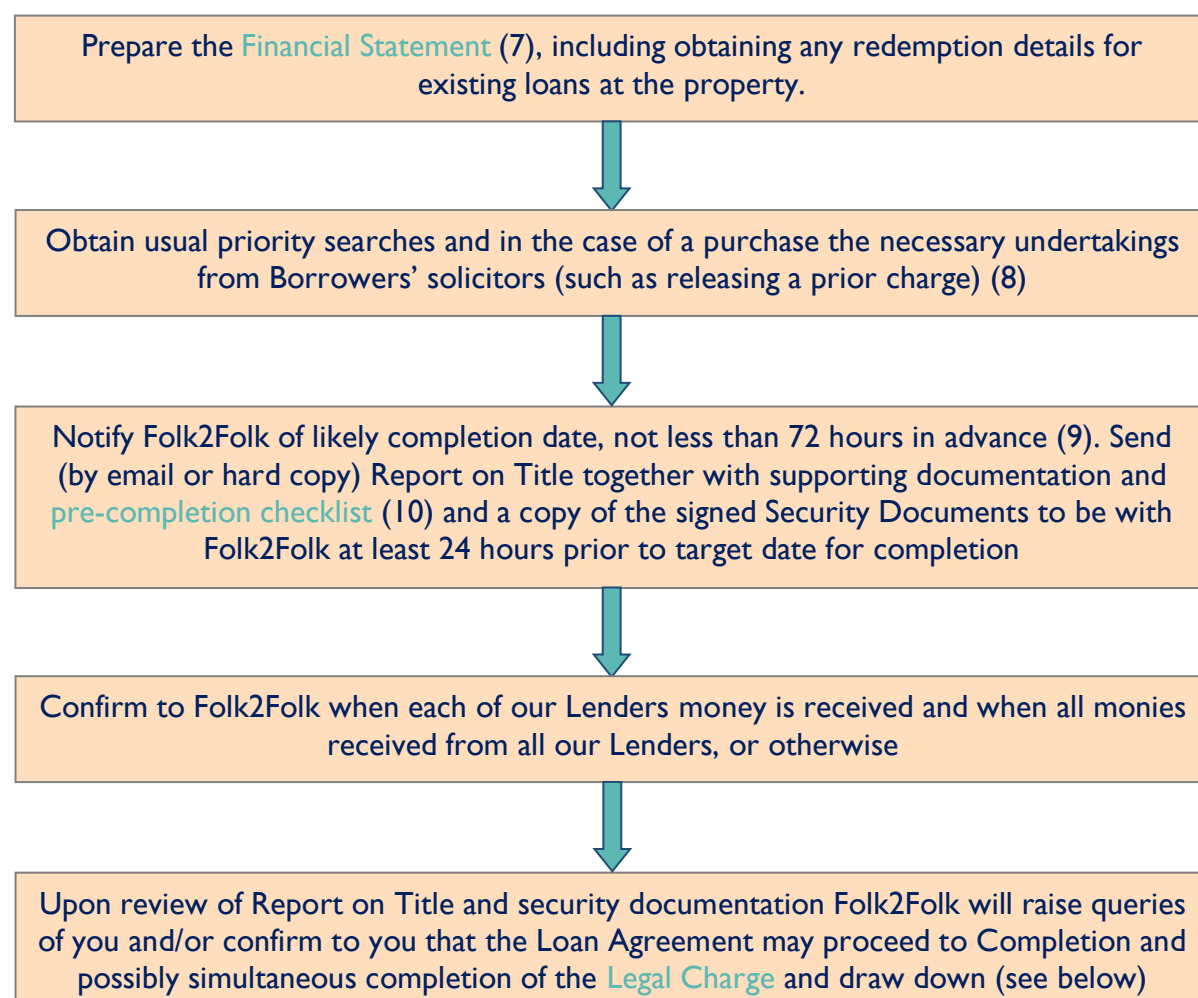 Prepare the Financial Statement (7), including obtaining any redemption details for
existing loans at the property.
Obtain usual priority searches and in the case of a purchase the necessary undertakings
from Borrowers’ solicitors (such as releasing a prior charge) (8)
Notify Folk2Folk of likely completion date, not less than 72 hours in advance (9). Send
(by email or hard copy) Report on Title together with supporting documentation and
pre-completion checklist (10) and a copy of the signed Security Documents to be with
Folk2Folk at least 24 hours prior to target date for completion
Confirm to Folk2Folk when each of our Lenders money is received and when all monies
received from all our Lenders, or otherwise
Upon review of Report on Title and security documentation Folk2Folk will raise queries
of you and/or confirm to you that the Loan Agreement may proceed to Completion and
possibly simultaneous completion of the Legal Charge and draw down (see below)